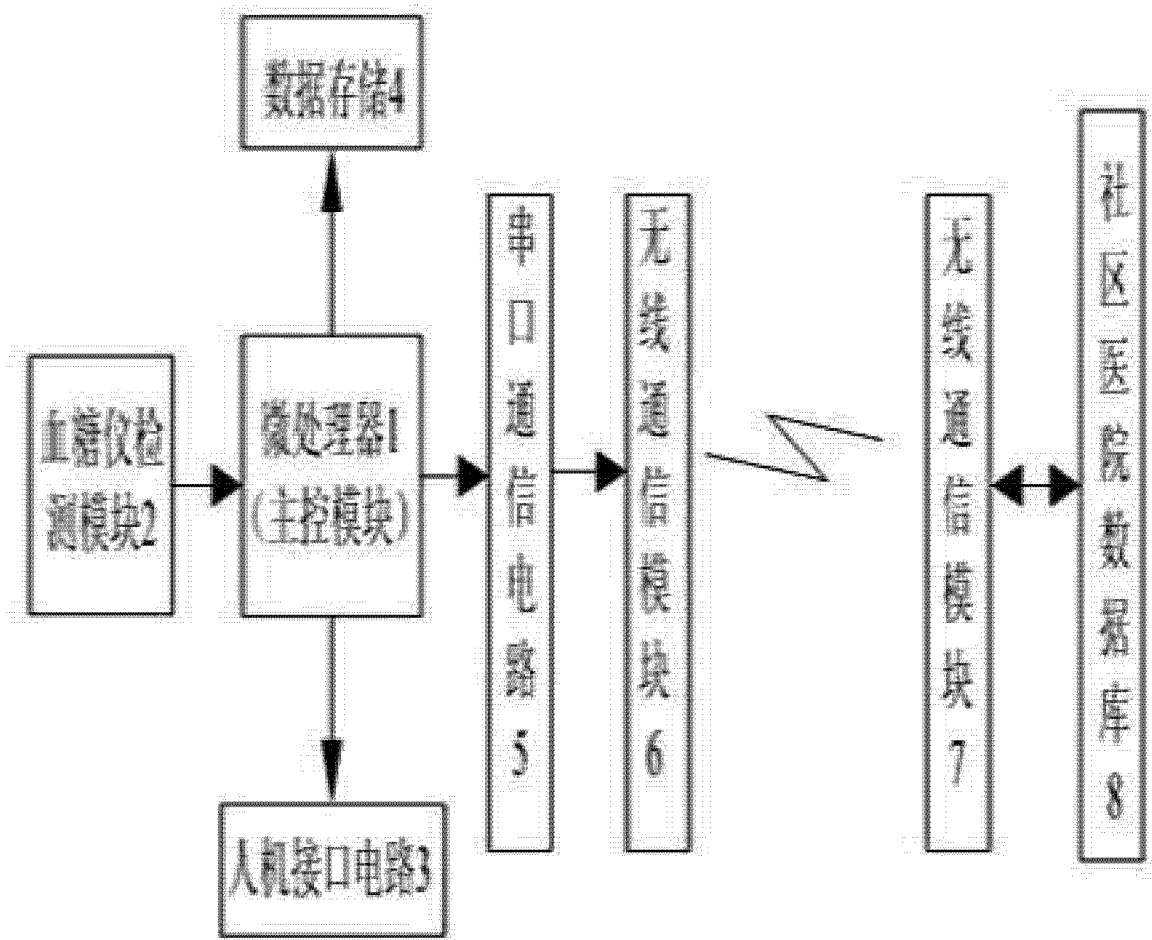 数据存储4
血糖仪检
测模块2
微处理器1
(主控模块)
人机接口电路3
串口通信电路5
无线通信模块6
无线通信模块7
社区医院数据库8